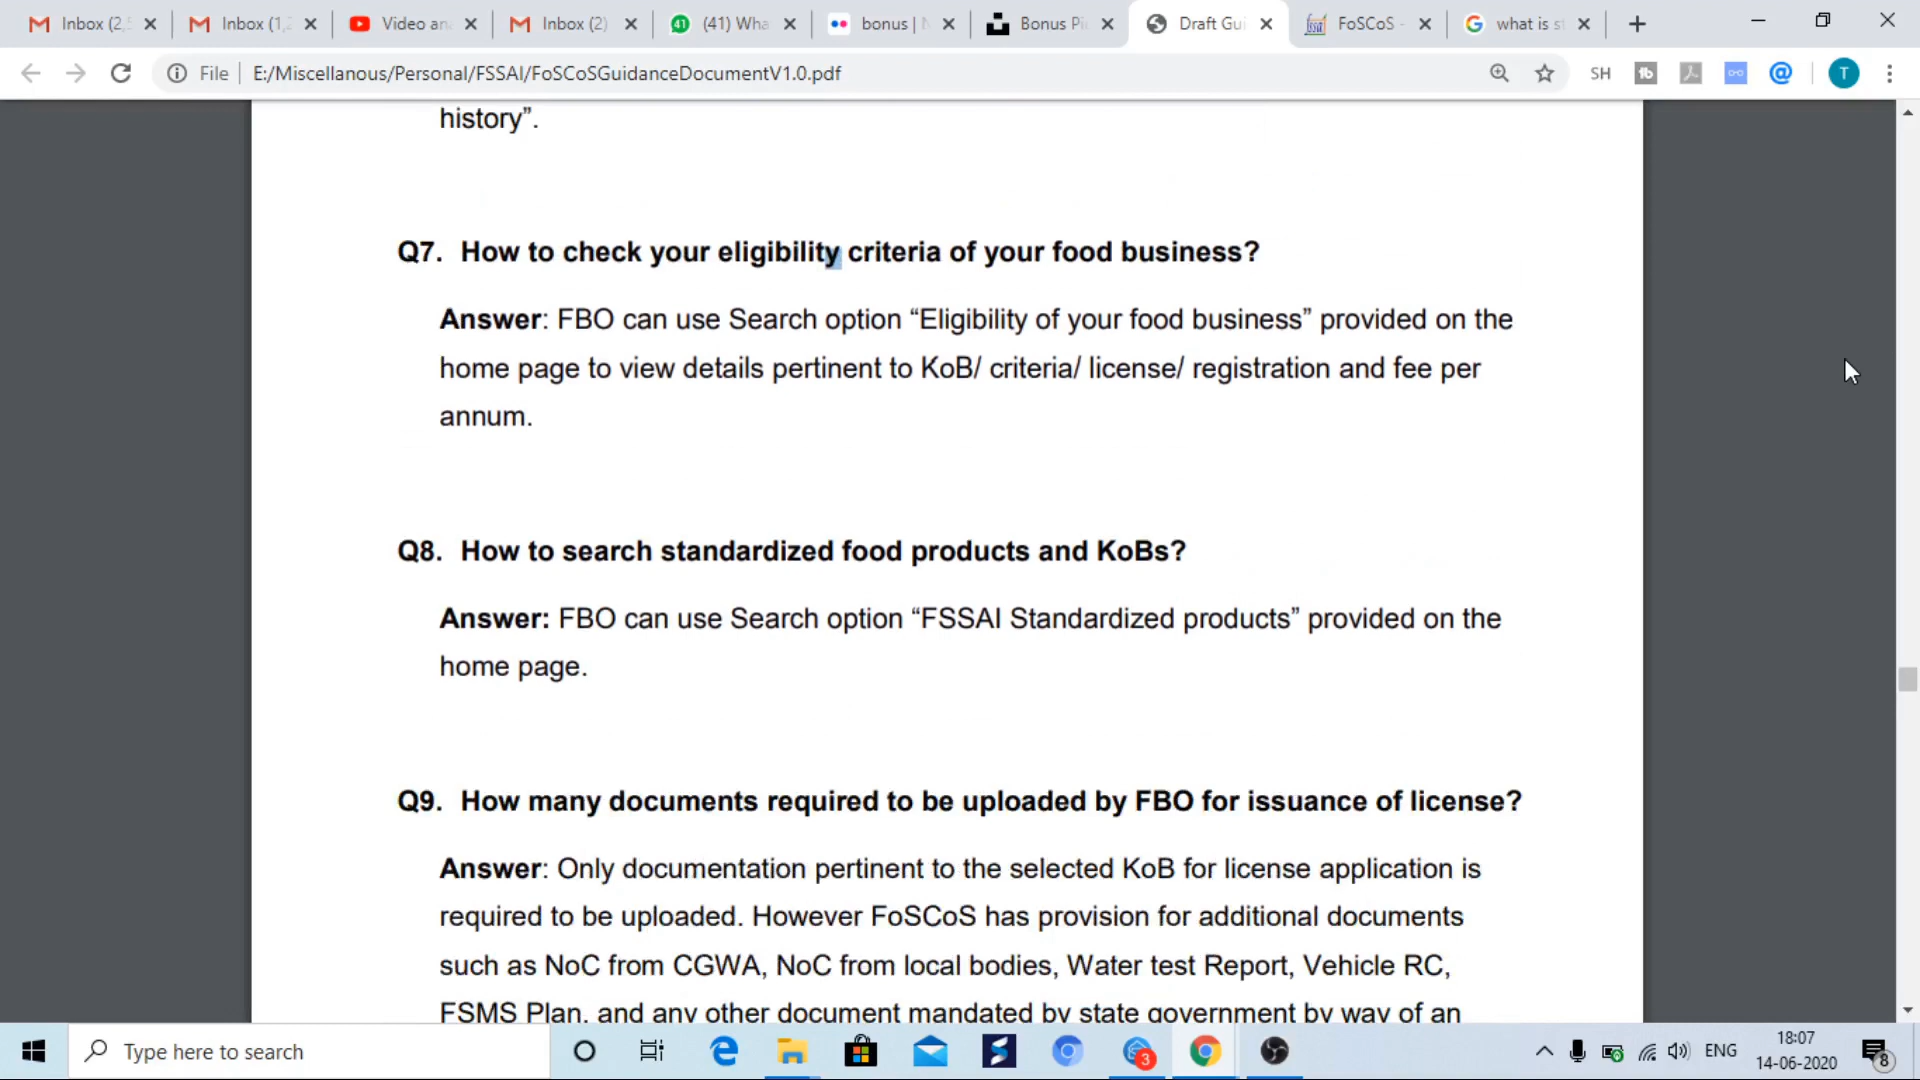 Inbox (2,
Inbox (1,
Video an
Inbox (2)
(41) Wha
bonus |
Bonus Pi
Draft Gui
FoSCoS -
what is s
File
E:/Miscellanous/Personal/FSSAI/FoSCoSGuidanceDocumentV1.0.pdf
SH
T
history”.
Q7. How to check your eligibility criteria of your food business?
Answer: FBO can use Search option “Eligibility of your food business” provided on the
home page to view details pertinent to KoB/ criteria/ license/ registration and fee per
annum.
Q8. How to search standardized food products and KoBs?
Answer: FBO can use Search option “FSSAI Standardized products” provided on the
home page.
Q9. How many documents required to be uploaded by FBO for issuance of license?
Answer: Only documentation pertinent to the selected KoB for license application is
required to be uploaded. However FoSCoS has provision for additional documents
such as NoC from CGWA, NoC from local bodies, Water test Report, Vehicle RC,
FSMS Plan, and any other document mandated by state government by way of an
Type here to search
3
ENG
18:07
14-06-2020
8